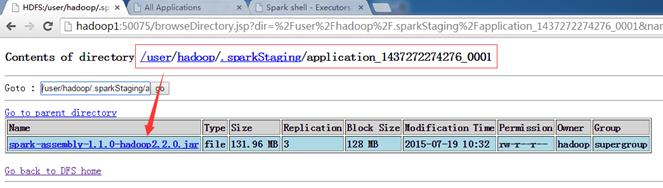 HDFS:/user/hadoop/.spar
All Applications
Spark shell - Executors
hadoop1:50075/browseDirectory.jsp?dir=%2Fuser%2Fhadoop%2F.sparkStaging%2Fapplication_1437272274276_0001&nar
Contents of directory /user/hadoop/.sparkStaging/application_1437272274276_0001
Goto : /user/hadoop/.sparkStaging/a go
Go to parent directory
Name Type Size Replication Block Size Modification Time Permission Owner Group
spark-assembly-1.1.0-hadoop2.2.0.jar file 131.96 MB 3 128 MB 2015-07-19 10:32 rw-r--r-- hadoop supergroup
Go back to DFS home